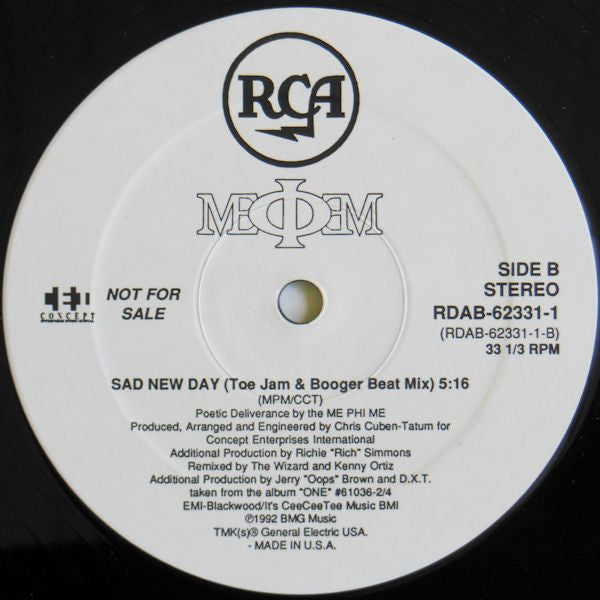 RCA
MEΦEM
SIDE B
STEREO
RDAB-62331-1
(RDAB-62331-1-B)
33 1/3 RPM
CONCEPT
NOT FOR
SALE
SAD NEW DAY (Toe Jam & Booger Beat Mix) 5:16
(MPM/CCT)
Poetic Deliverance by the ME PHI ME
Produced, Arranged and Engineered by Chris Cuben-Tatum for
Concept Enterprises International
Additional Production by Richie "Rich" Simmons
Remixed by The Wizard and Kenny Ortiz
Additional Production by Jerry "Oops" Brown and D.X.T.
taken from the album "ONE" #61036-2/4
EMI-Blackwood/It's CeeCeeTee Music BMI
℗1992 BMG Music
TMK(s)® General Electric USA.
- MADE IN U.S.A.